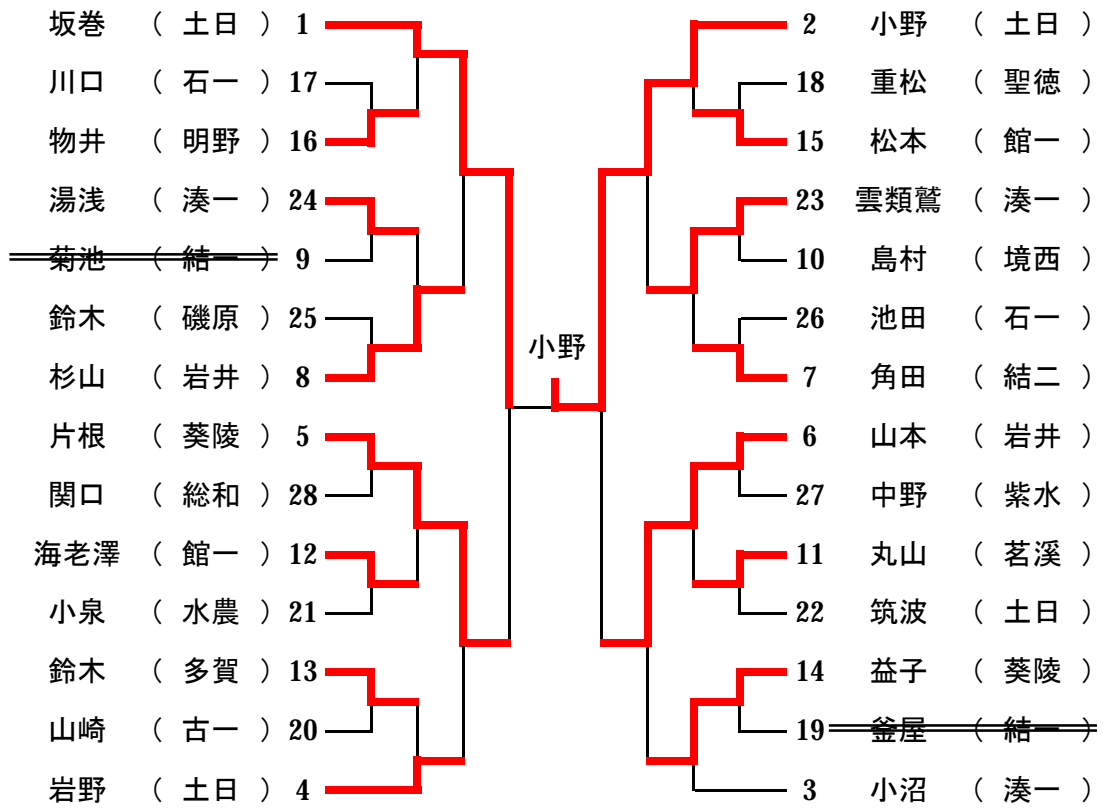 坂巻 （ 土日 ） 1
川口 （ 石一 ） 17
物井 （ 明野 ） 16
湯浅 （ 湊一 ） 24
菊池 （ 結一 ） 9
鈴木 （ 磯原 ） 25
杉山 （ 岩井 ） 8
片根 （ 葵陵 ） 5
関口 （ 総和 ） 28
海老澤 （ 館一 ） 12
小泉 （ 水農 ） 21
鈴木 （ 多賀 ） 13
山崎 （ 古一 ） 20
岩野 （ 土日 ） 4
小野
2 小野 （ 土日 ）
18 重松 （ 聖徳 ）
15 松本 （ 館一 ）
23 雲類鷲 （ 湊一 ）
10 島村 （ 境西 ）
26 池田 （ 石一 ）
7 角田 （ 結二 ）
6 山本 （ 岩井 ）
27 中野 （ 紫水 ）
11 丸山 （ 茗溪 ）
22 筑波 （ 土日 ）
14 益子 （ 葵陵 ）
19 釜屋 （ 結一 ）
3 小沼 （ 湊一 ）